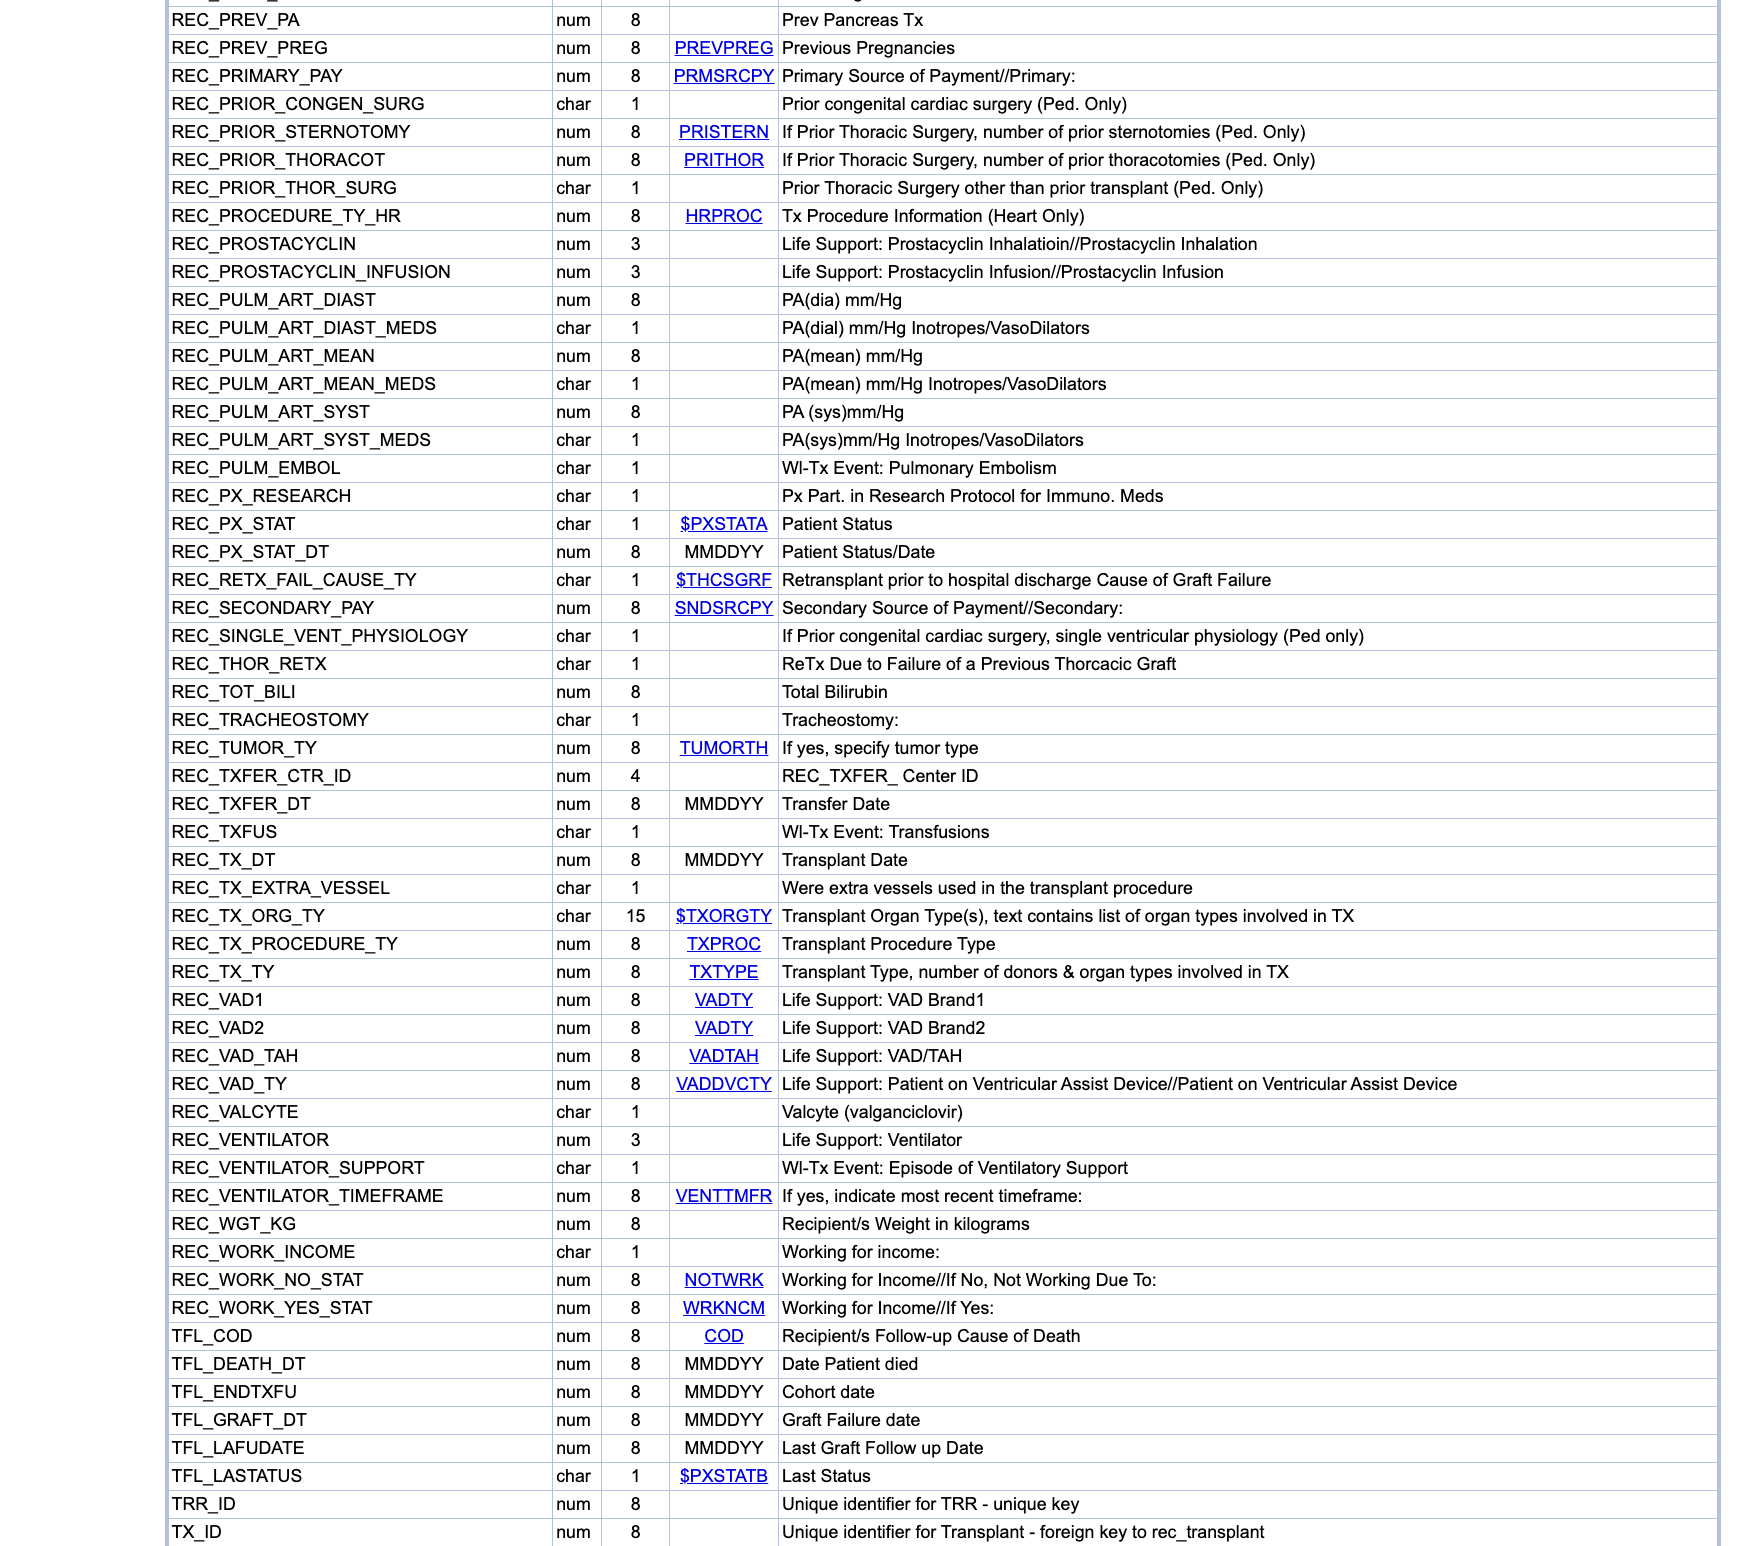 REC_PREV_PA num 8 Prev Pancreas Tx
REC_PREV_PREG num 8 PREVPREG Previous Pregnancies
REC_PRIMARY_PAY num 8 PRMSRCPY Primary Source of Payment//Primary:
REC_PRIOR_CONGEN_SURG char 1 Prior congenital cardiac surgery (Ped. Only)
REC_PRIOR_STERNOTOMY num 8 PRISTERN If Prior Thoracic Surgery, number of prior sternotomies (Ped. Only)
REC_PRIOR_THORACOT num 8 PRITHOR If Prior Thoracic Surgery, number of prior thoracotomies (Ped. Only)
REC_PRIOR_THOR_SURG char 1 Prior Thoracic Surgery other than prior transplant (Ped. Only)
REC_PROCEDURE_TY_HR num 8 HRPROC Tx Procedure Information (Heart Only)
REC_PROSTACYCLIN num 3 Life Support: Prostacyclin Inhalatioin//Prostacyclin Inhalation
REC_PROSTACYCLIN_INFUSION num 3 Life Support: Prostacyclin Infusion//Prostacyclin Infusion
REC_PULM_ART_DIAST num 8 PA(dia) mm/Hg
REC_PULM_ART_DIAST_MEDS char 1 PA(dial) mm/Hg Inotropes/VasoDilators
REC_PULM_ART_MEAN num 8 PA(mean) mm/Hg
REC_PULM_ART_MEAN_MEDS char 1 PA(mean) mm/Hg Inotropes/VasoDilators
REC_PULM_ART_SYST num 8 PA (sys)mm/Hg
REC_PULM_ART_SYST_MEDS char 1 PA(sys)mm/Hg Inotropes/VasoDilators
REC_PULM_EMBOL char 1 Wl-Tx Event: Pulmonary Embolism
REC_PX_RESEARCH char 1 Px Part. in Research Protocol for Immuno. Meds
REC_PX_STAT char 1 $PXSTATA Patient Status
REC_PX_STAT_DT num 8 MMDDYY Patient Status/Date
REC_RETX_FAIL_CAUSE_TY char 1 $THCSGRF Retransplant prior to hospital discharge Cause of Graft Failure
REC_SECONDARY_PAY num 8 SNDSRCPY Secondary Source of Payment//Secondary:
REC_SINGLE_VENT_PHYSIOLOGY char 1 If Prior congenital cardiac surgery, single ventricular physiology (Ped only)
REC_THOR_RETX char 1 ReTx Due to Failure of a Previous Thorcacic Graft
REC_TOT_BILI num 8 Total Bilirubin
REC_TRACHEOSTOMY char 1 Tracheostomy:
REC_TUMOR_TY num 8 TUMORTH If yes, specify tumor type
REC_TXFER_CTR_ID num 4 REC_TXFER_ Center ID
REC_TXFER_DT num 8 MMDDYY Transfer Date
REC_TXFUS char 1 Wl-Tx Event: Transfusions
REC_TX_DT num 8 MMDDYY Transplant Date
REC_TX_EXTRA_VESSEL char 1 Were extra vessels used in the transplant procedure
REC_TX_ORG_TY char 15 $TXORGTY Transplant Organ Type(s), text contains list of organ types involved in TX
REC_TX_PROCEDURE_TY num 8 TXPROC Transplant Procedure Type
REC_TX_TY num 8 TXTYPE Transplant Type, number of donors & organ types involved in TX
REC_VAD1 num 8 VADTY Life Support: VAD Brand1
REC_VAD2 num 8 VADTY Life Support: VAD Brand2
REC_VAD_TAH num 8 VADTAH Life Support: VAD/TAH
REC_VAD_TY num 8 VADDVCTY Life Support: Patient on Ventricular Assist Device//Patient on Ventricular Assist Device
REC_VALCYTE char 1 Valcyte (valganciclovir)
REC_VENTILATOR num 3 Life Support: Ventilator
REC_VENTILATOR_SUPPORT char 1 Wl-Tx Event: Episode of Ventilatory Support
REC_VENTILATOR_TIMEFRAME num 8 VENTTMFR If yes, indicate most recent timeframe:
REC_WGT_KG num 8 Recipient/s Weight in kilograms
REC_WORK_INCOME char 1 Working for income:
REC_WORK_NO_STAT num 8 NOTWRK Working for Income//If No, Not Working Due To:
REC_WORK_YES_STAT num 8 WRKNCM Working for Income//If Yes:
TFL_COD num 8 COD Recipient/s Follow-up Cause of Death
TFL_DEATH_DT num 8 MMDDYY Date Patient died
TFL_ENDTXFU num 8 MMDDYY Cohort date
TFL_GRAFT_DT num 8 MMDDYY Graft Failure date
TFL_LAFUDATE num 8 MMDDYY Last Graft Follow up Date
TFL_LASTATUS char 1 $PXSTATB Last Status
TRR_ID num 8 Unique identifier for TRR - unique key
TX_ID num 8 Unique identifier for Transplant - foreign key to rec_transplant